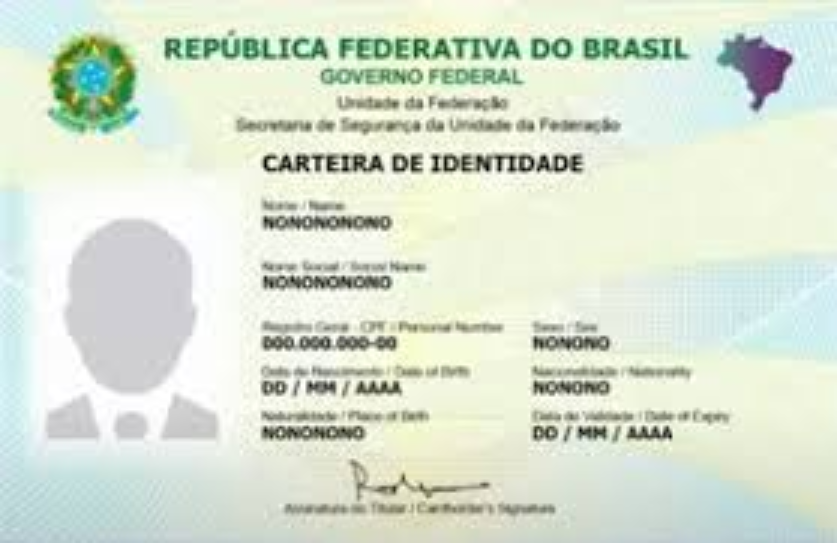 REPÚBLICA FEDERATIVA DO BRASIL
GOVERNO FEDERAL
Unidade da Federação
Secretaria de Segurança da Unidade da Federação
CARTEIRA DE IDENTIDADE
Nome / Name
NONONONONO
Nome Social / Social Name
NONONONONO
Registro Geral - CPF / Personal Number Sexo / Sex
000.000.000-00 NONONO
Data de Nascimento / Date of Birth Nacionalidade / Nationality
DD / MM / AAAA NONONO
Naturalidade / Place of Birth Data de Validade / Date of Expiry
NONONONO DD / MM / AAAA
Assinatura do Titular / Cardholder's Signature